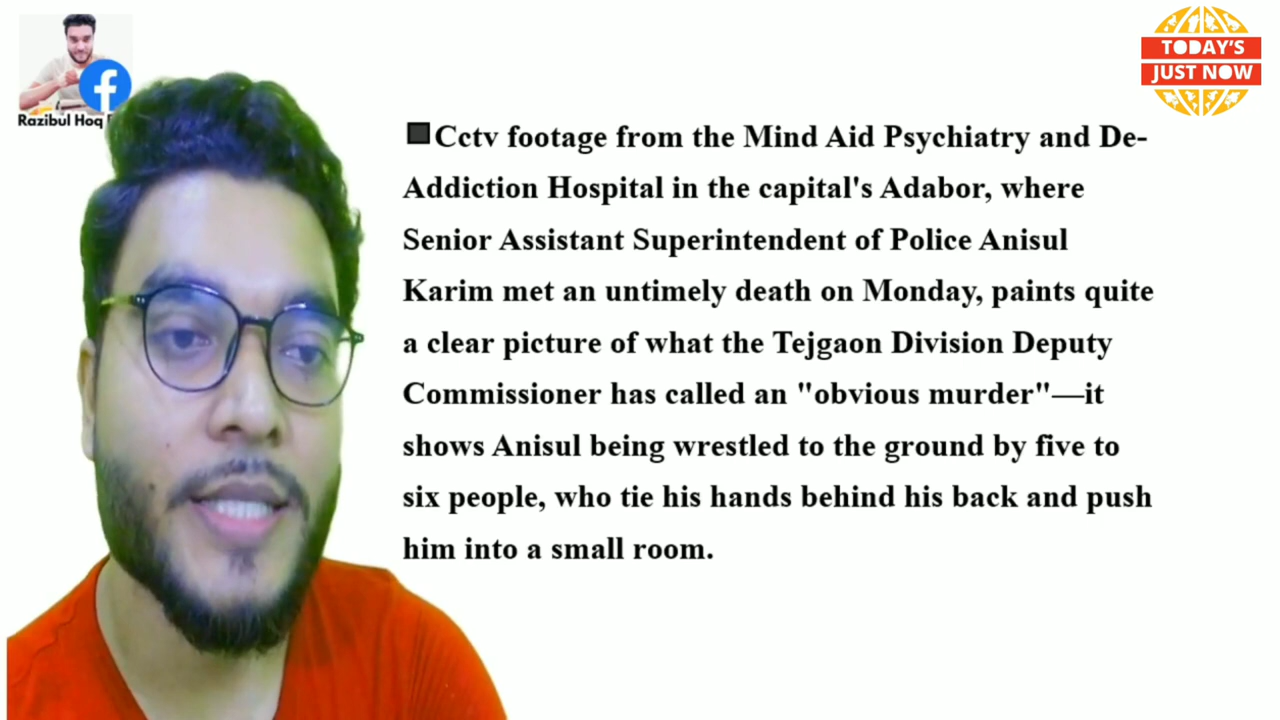 Razibul Hoq
TODAY'S
JUST NOW
Cctv footage from the Mind Aid Psychiatry and De-
Addiction Hospital in the capital's Adabor, where
Senior Assistant Superintendent of Police Anisul
Karim met an untimely death on Monday, paints quite
a clear picture of what the Tejgaon Division Deputy
Commissioner has called an "obvious murder"—it
shows Anisul being wrestled to the ground by five to
six people, who tie his hands behind his back and push
him into a small room.